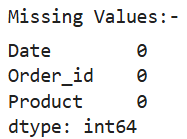 Missing Values:-
Date 0
Order_id 0
Product 0
dtype: int64